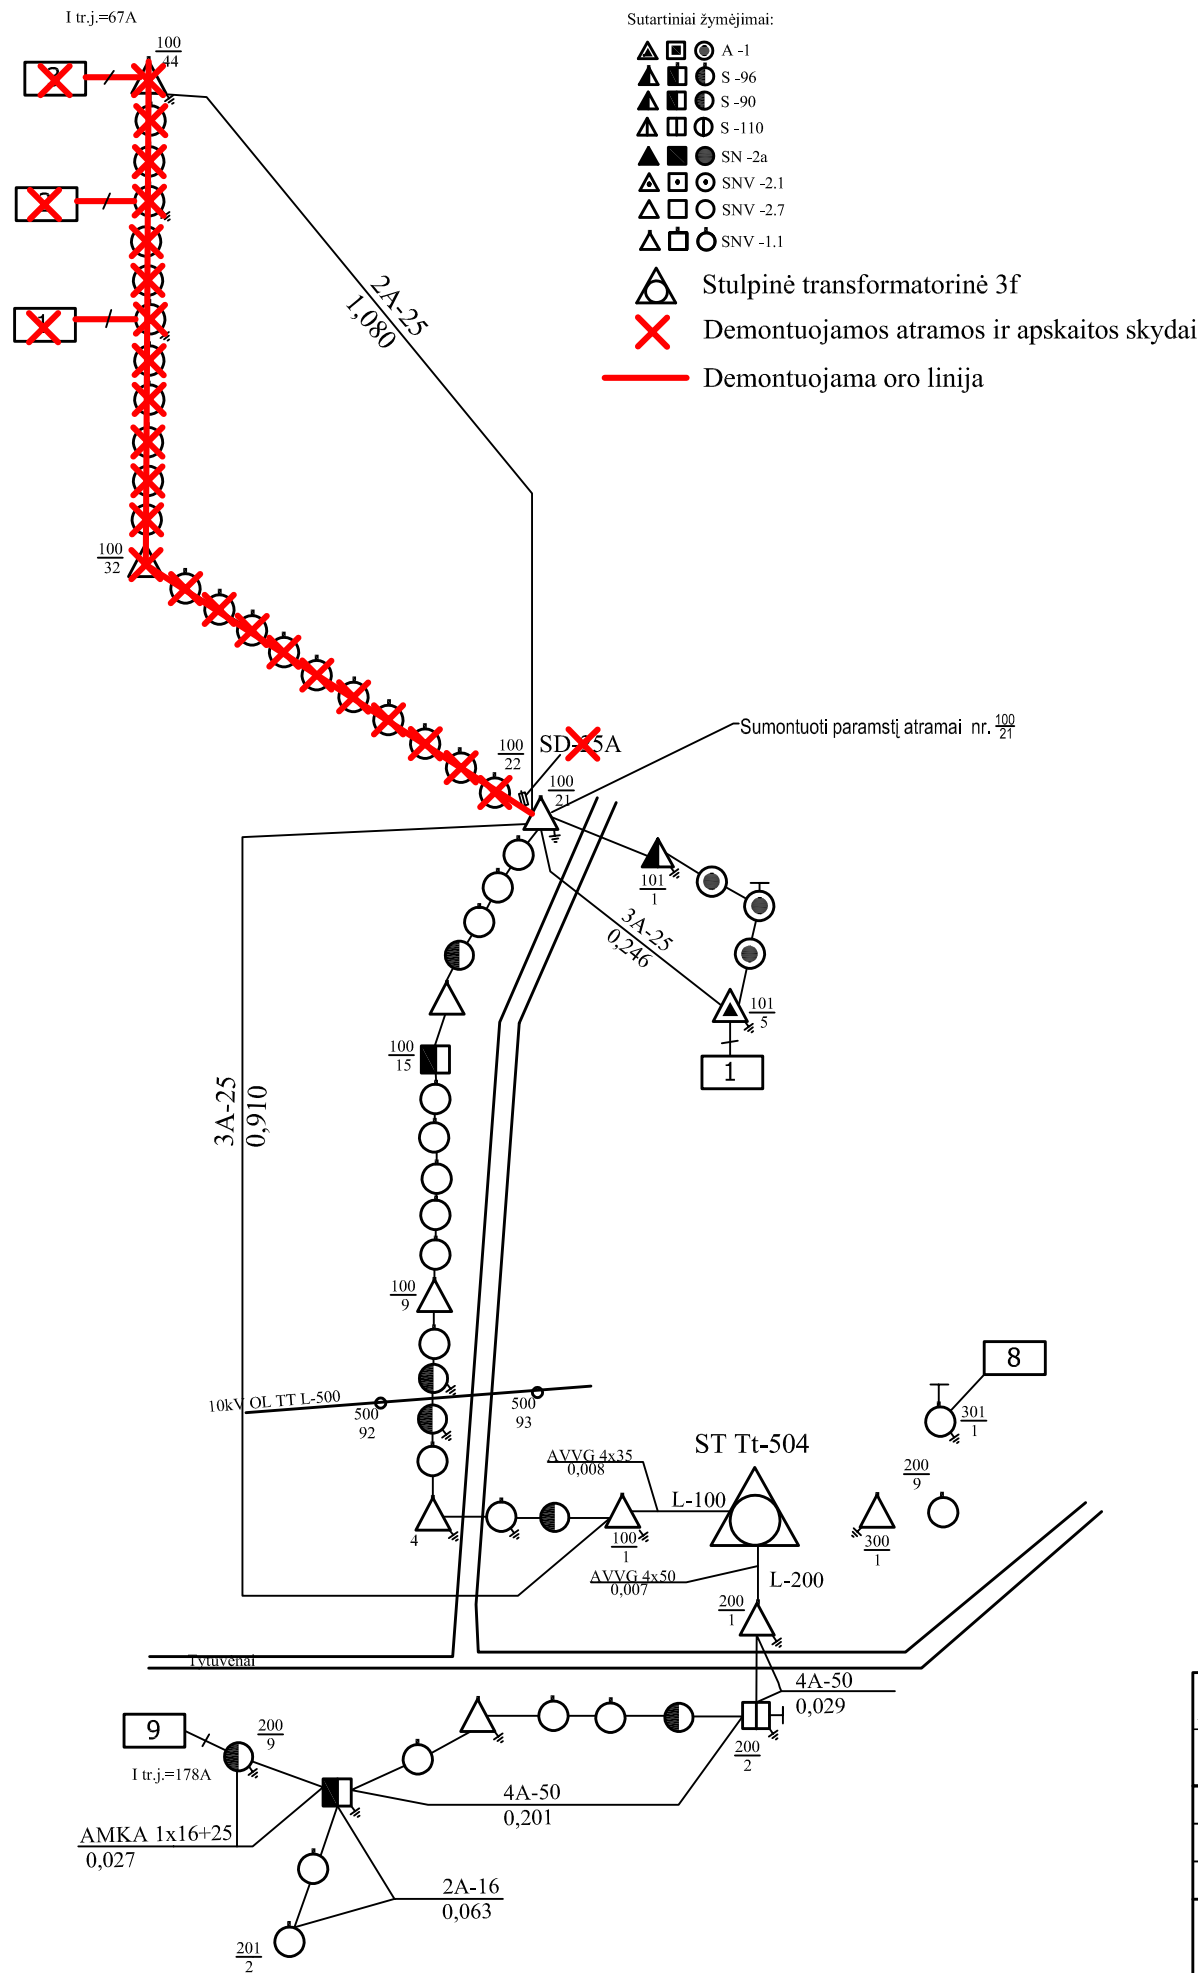 I tr.j.=67A
Sutartiniai žymėjimai:
A -1
S -96
S -90
S -110
SN -2a
SNV -2.1
SNV -2.7
SNV -1.1
Stulpinė transformatorinė 3f
Demontuojamos atramos ir apskaitos skydai
Demontuojama oro linija
100
44
2A-25
1,080
100
32
100
22
SD-25A
100
21
Sumontuoti paramstį atramai nr. 100
21
101
1
3A-25
0,246
101
5
1
100
15
3A-25
0,910
100
9
10kV OL TT L-500
500
92
500
93
8
301
1
ST Tt-504
200
9
AVVG 4x35
0,008
L-100
4
100
1
300
1
AVVG 4x50
0,007
L-200
200
1
Tytuvėnai
4A-50
0,029
9
200
9
200
2
I tr.j.=178A
4A-50
0,201
AMKA 1x16+25
0,027
2A-16
0,063
201
2